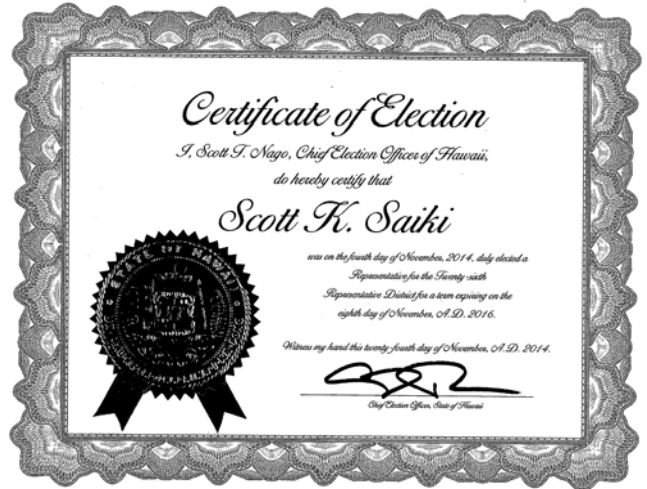 Certificate of Election
I, Scott T. Nago, Chief Election Officer of Hawaii,
do hereby certify that
Scott K. Saiki
was on the fourth day of November, 2014, duly elected a
Representative for the Twenty-sixth
Representative District for a term expiring on the
eighth day of November, A.D. 2016.
Witness my hand this twenty-fourth day of November, A.D. 2014.
Chief Election Officer, State of Hawaii
STATE OF HAWAII